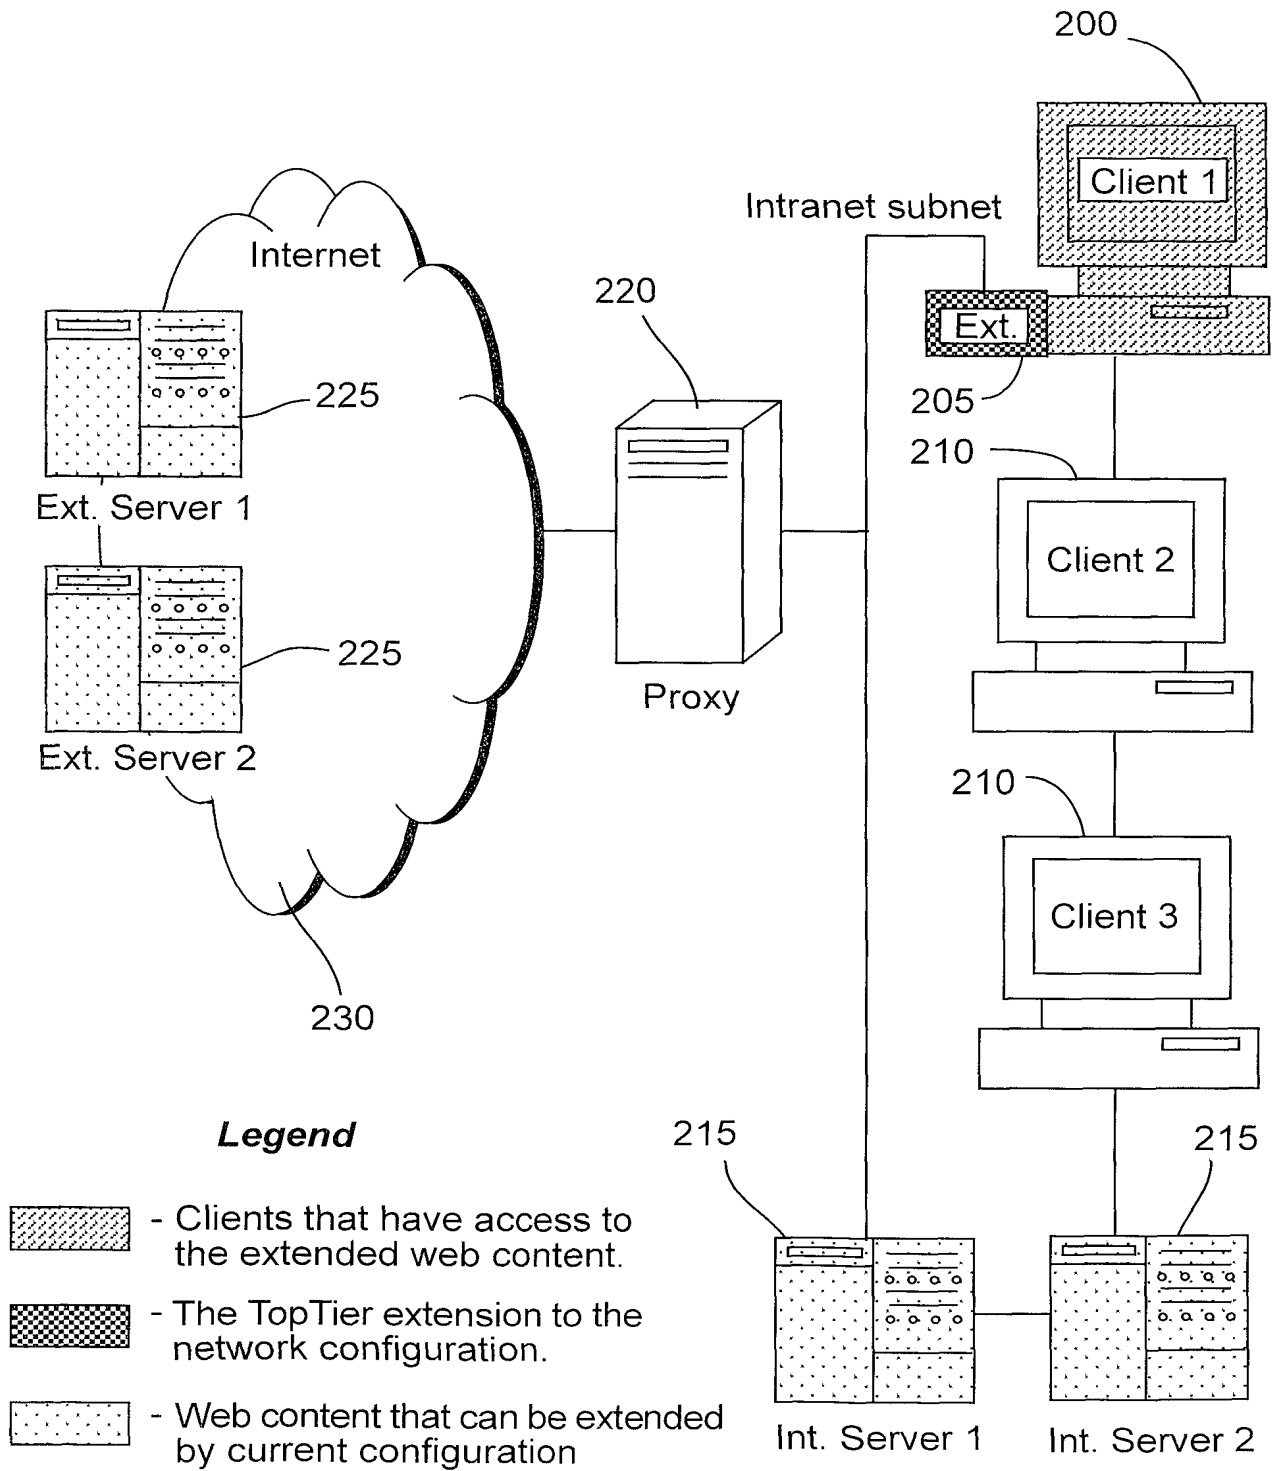 200
Client 1
Intranet subnet
Internet
220
Ext.
225
205
210
Ext. Server 1
Client 2
225
Proxy
Ext. Server 2
210
Client 3
230
Legend
215
215
- Clients that have access to
the extended web content.
- The TopTier extension to the
network configuration.
- Web content that can be extended
by current configuration
Int. Server 1
Int. Server 2